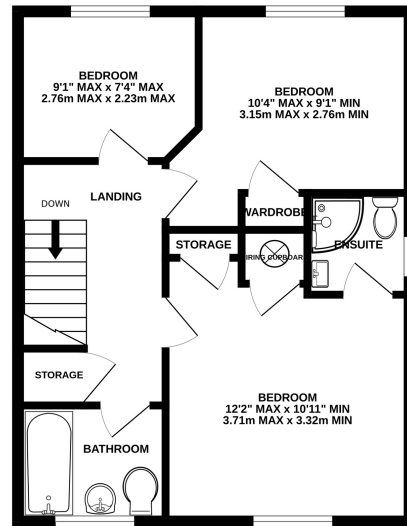 BEDROOM
9'1" MAX x 7'4" MAX
2.76m MAX x 2.23m MAX
BEDROOM
10'4" MAX x 9'1" MIN
3.15m MAX x 2.76m MIN
LANDING
DOWN
WARDROBE
STORAGE
IRING CUPBOARD
ENSUITE
STORAGE
BEDROOM
12'2" MAX x 10'11" MIN
3.71m MAX x 3.32m MIN
BATHROOM